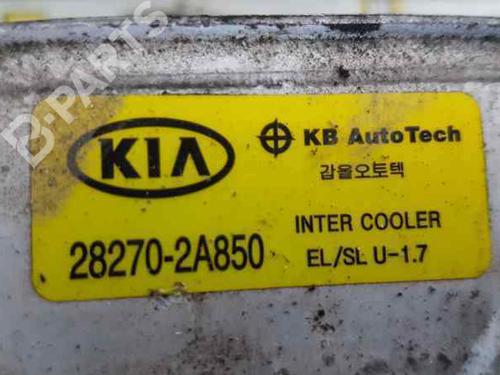 KIA
KB AutoTech
갑을오토텍
28270-2A850
INTER COOLER
EL/SL U-1.7
B-PARTS